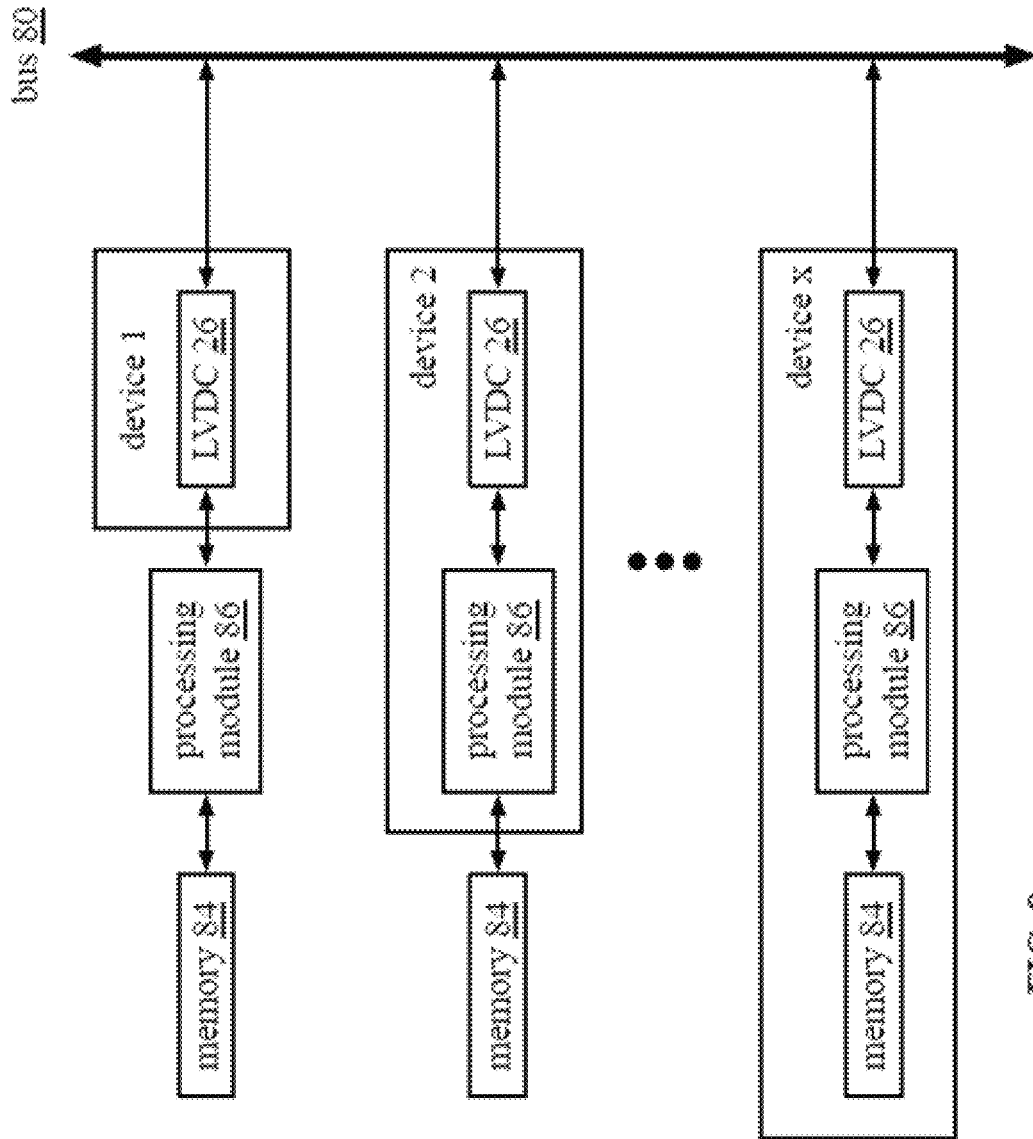 bus 80
device 1
LVDC 26
processing
module 86
memory 84
device 2
LVDC 26
processing
module 86
memory 84
device x
LVDC 26
processing
module 86
memory 84